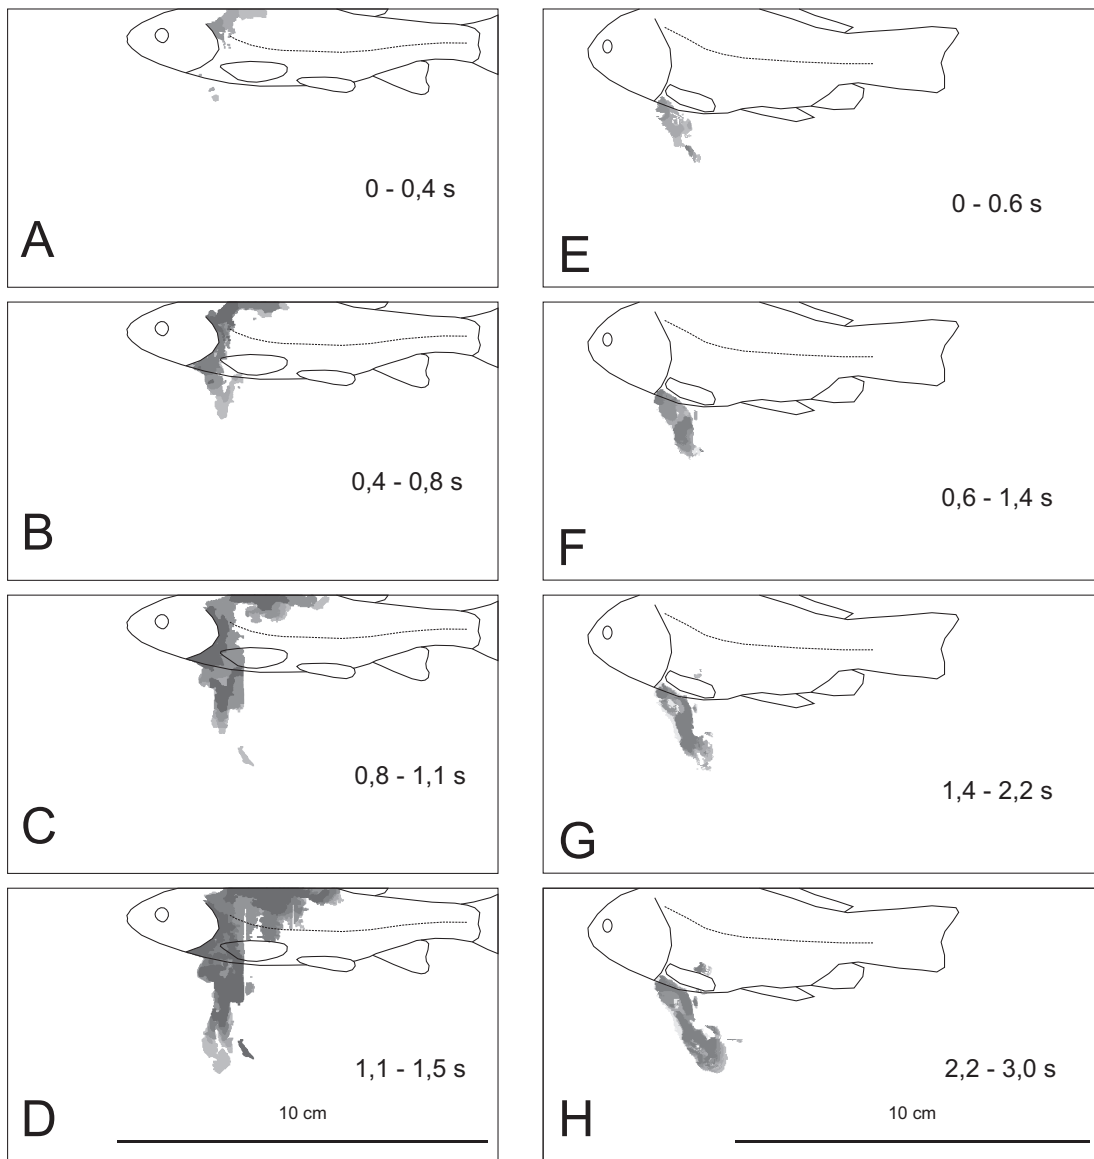 0 - 0,4 s
A
0,4 - 0,8 s
B
0,8 - 1,1 s
C
1,1 - 1,5 s
D
10 cm
0 - 0.6 s
E
0,6 - 1,4 s
F
1,4 - 2,2 s
G
2,2 - 3,0 s
H
10 cm